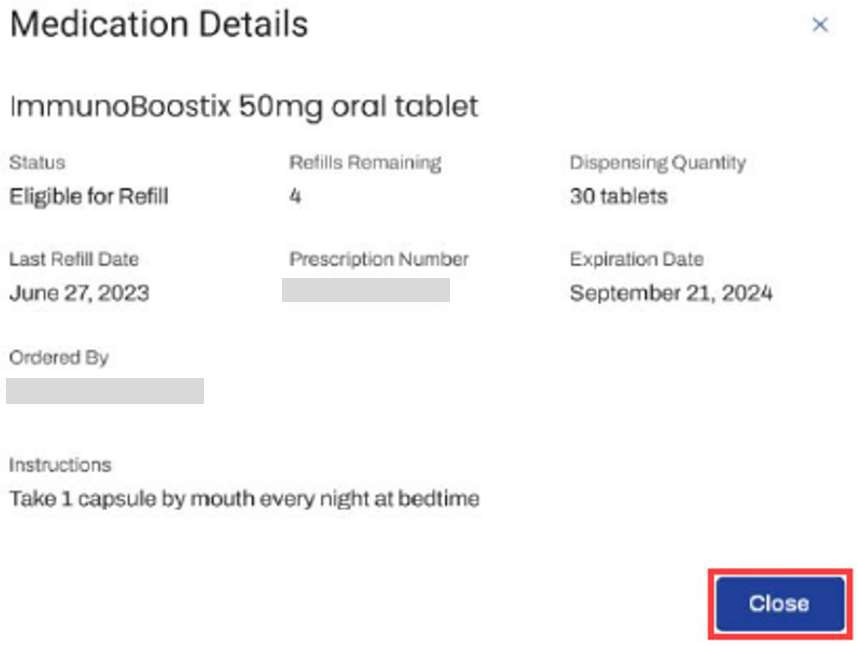 Medication Details
ImmunoBoostix 50mg oral tablet
Status Refills Remaining Dispensing Quantity
Eligible for Refill 4 30 tablets
Last Refill Date Prescription Number Expiration Date
June 27, 2023 September 21, 2024
Ordered By
Instructions
Take 1 capsule by mouth every night at bedtime
Close